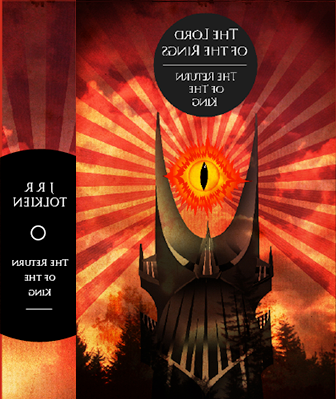 THE LORD
OF THE RINGS
THE RETURN
OF THE
KING
J R R
TOLKIEN
THE RETURN
OF THE
KING